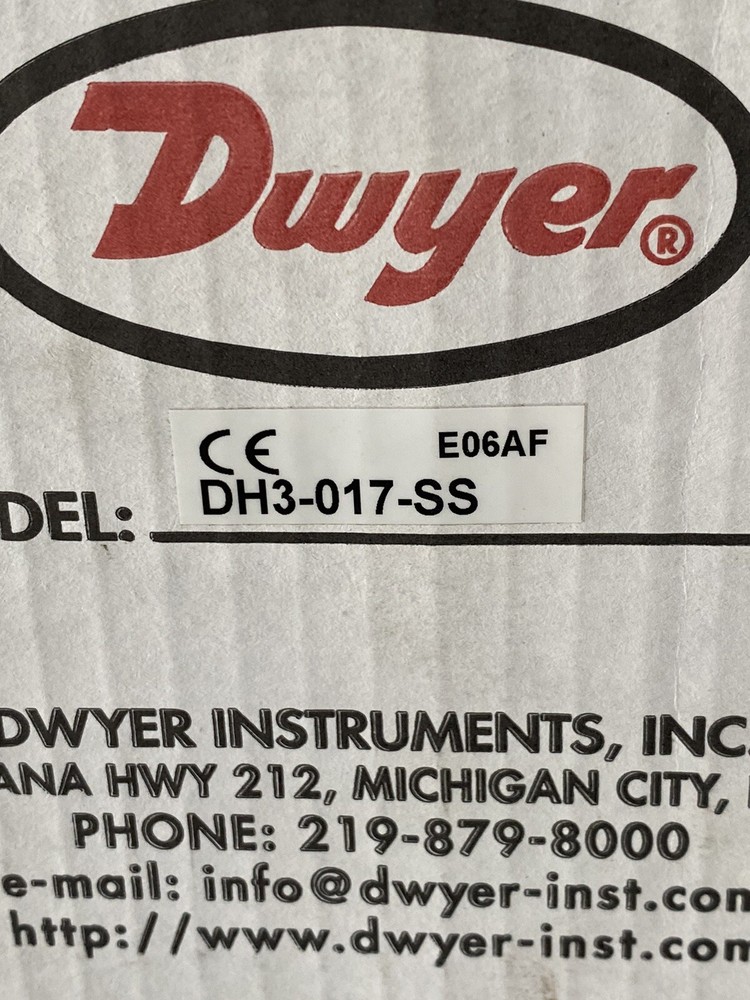 Dwyer®
CE E06AF
DH3-017-SS
DEL:
DWYER INSTRUMENTS, INC.
ANA HWY 212, MICHIGAN CITY,
PHONE: 219-879-8000
e-mail: info@dwyer-inst.com
http://www.dwyer-inst.com